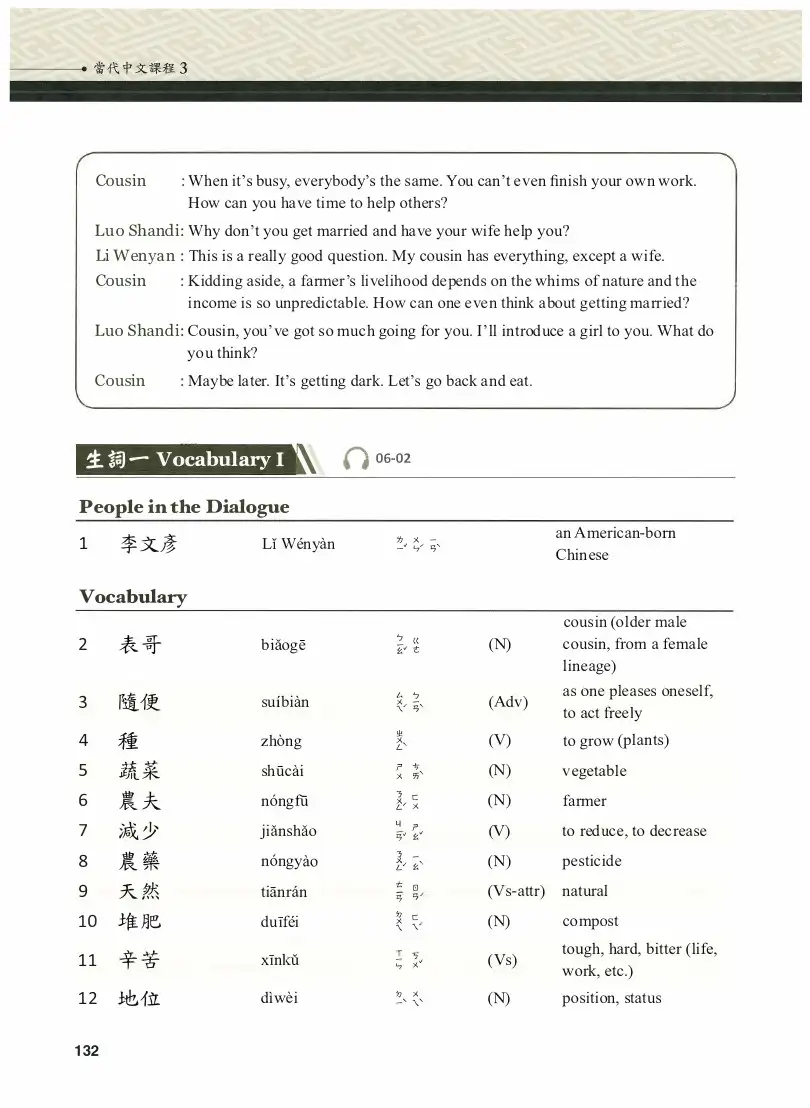 • 當代中文課程 3
Cousin : When it's busy, everybody's the same. You can't even finish your own work.
How can you have time to help others?
Luo Shandi: Why don't you get married and have your wife help you?
Li Wenyan : This is a really good question. My cousin has everything, except a wife.
Cousin : Kidding aside, a farmer's livelihood depends on the whims of nature and the
income is so unpredictable. How can one even think about getting married?
Luo Shandi: Cousin, you've got so much going for you. I'll introduce a girl to you. What do
you think?
Cousin : Maybe later. It's getting dark. Let's go back and eat.
生詞一 Vocabulary I 06-02
People in the Dialogue
1 李文彥 Lǐ Wényàn ㄌㄧˇ ㄨㄣˊ ㄧㄢˋ an American-born
Chinese
Vocabulary
2 表哥 biǎogē ㄅㄧㄠˇ ㄍㄜ (N) cousin (older male
cousin, from a female
lineage)
3 隨便 suíbiàn ㄙㄨㄟˊ ㄅㄧㄢˋ (Adv) as one pleases oneself,
to act freely
4 種 zhòng ㄓㄨㄥˋ (V) to grow (plants)
5 蔬菜 shūcài ㄕㄨ ㄘㄞˋ (N) vegetable
6 農夫 nóngfū ㄋㄨㄥˊ ㄈㄨ (N) farmer
7 減少 jiǎnshǎo ㄐㄧㄢˇ ㄕㄠˇ (V) to reduce, to decrease
8 農藥 nóngyào ㄋㄨㄥˊ ㄧㄠˋ (N) pesticide
9 天然 tiānrán ㄊㄧㄢ ㄖㄢˊ (Vs-attr) natural
10 堆肥 duīféi ㄉㄨㄟ ㄈㄟˊ (N) compost
11 辛苦 xīnkǔ ㄒㄧㄣ ㄎㄨˇ (Vs) tough, hard, bitter (life,
work, etc.)
12 地位 dìwèi ㄉㄧˋ ㄨㄟˋ (N) position, status
132